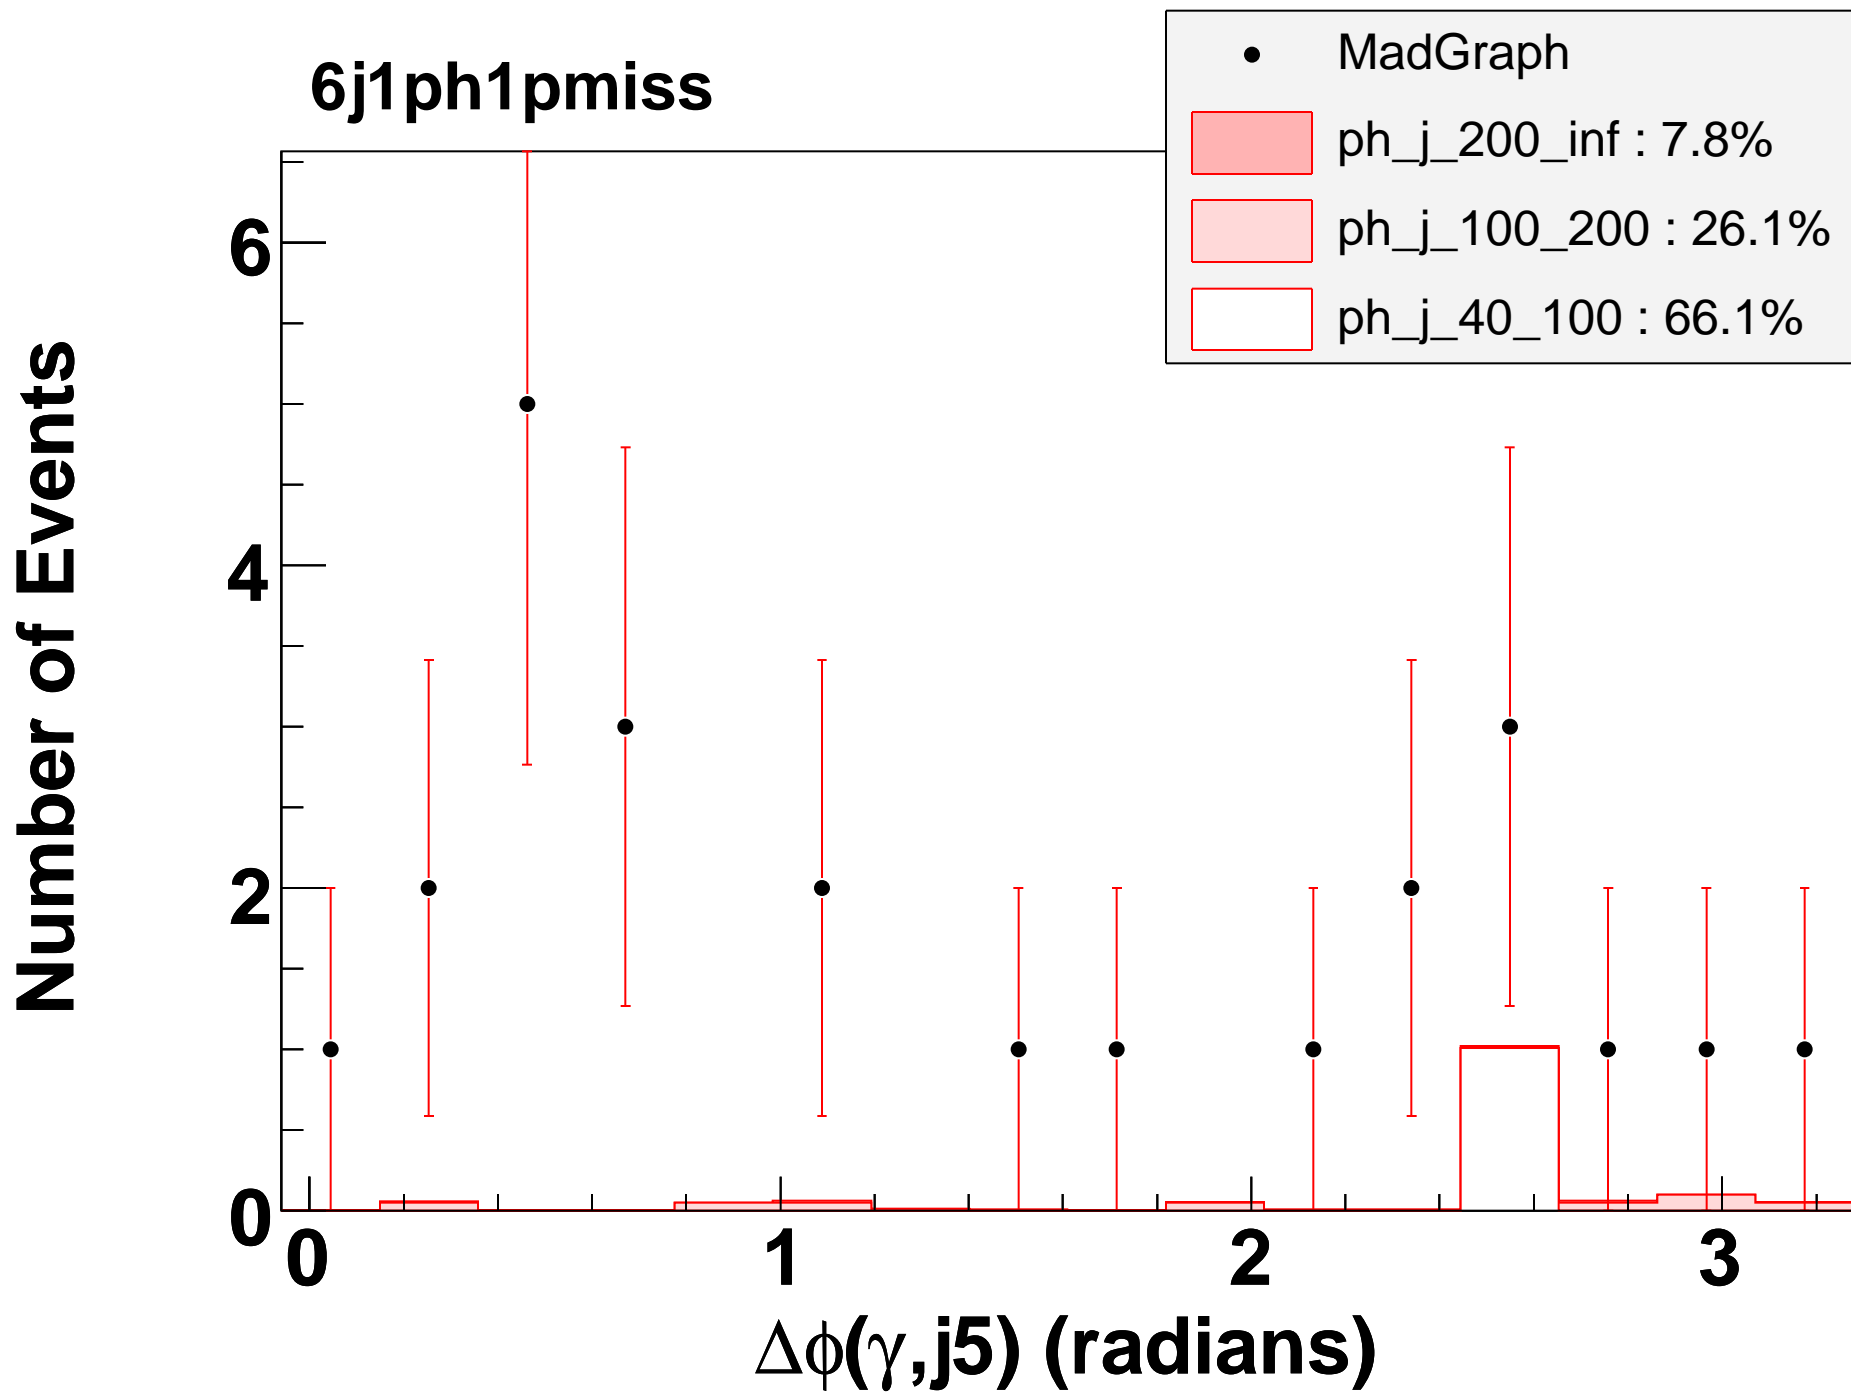 6j1ph1pmiss
MadGraph
ph_j_200_inf : 7.8%
ph_j_100_200 : 26.1%
ph_j_40_100 : 66.1%
Number of Events
6
4
2
0
0 1 2 3
Δϕ(γ,j5) (radians)